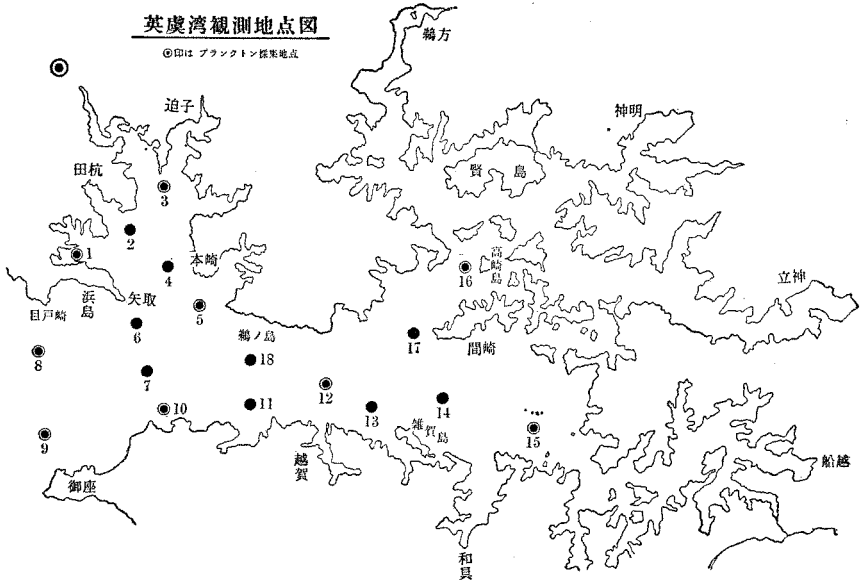 英虞湾観測地点図
◉印は プランクトン採集地点
鵜方
迫子
神明
田杭
賢島
3
2
1
本崎
4
高崎島
16
立神
浜島
矢取
目戸崎
5
6
鵜ノ島
17
間崎
8
18
7
12
10
11
13
14
雑賀島
15
9
越賀
船越
御座
和具